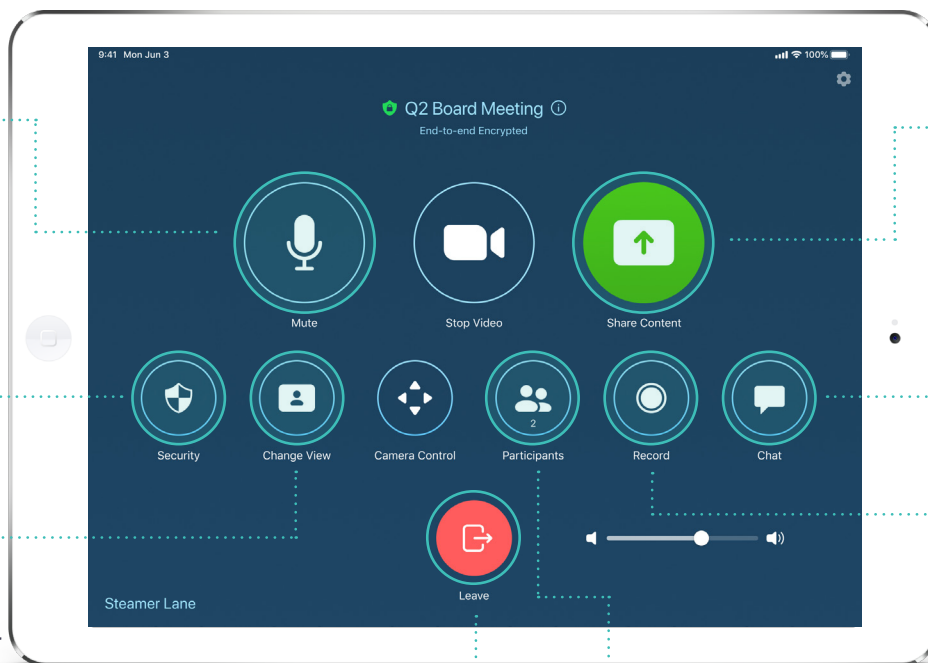 9:41 Mon Jun 3
100%
Q2 Board Meeting
End-to-end Encrypted
Mute
Stop Video
Share Content
2
Security
Change View
Camera Control
Participants
Record
Chat
Leave
Steamer Lane